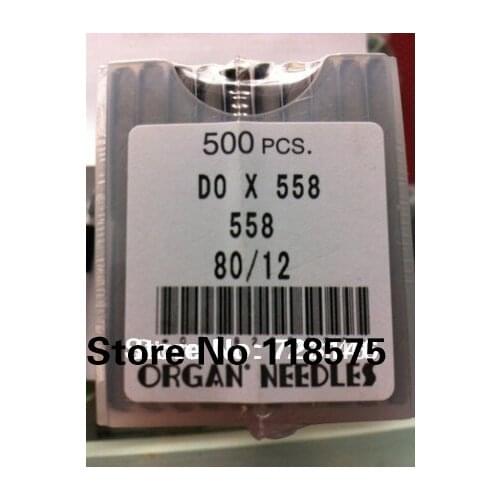 500 PCS.
DO X 558
558
80/12
Store No: 118575
ORGAN® NEEDLES